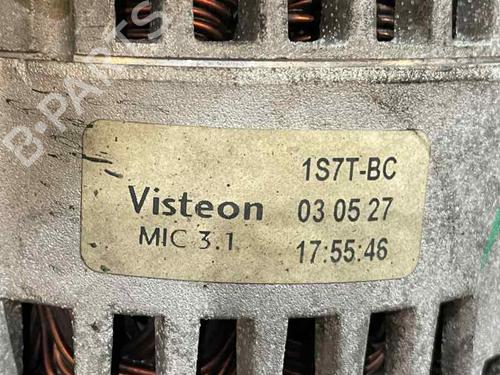 B-PARTS
1S7T-BC
Visteon 03 05 27
MIC 3.1 17:55:46